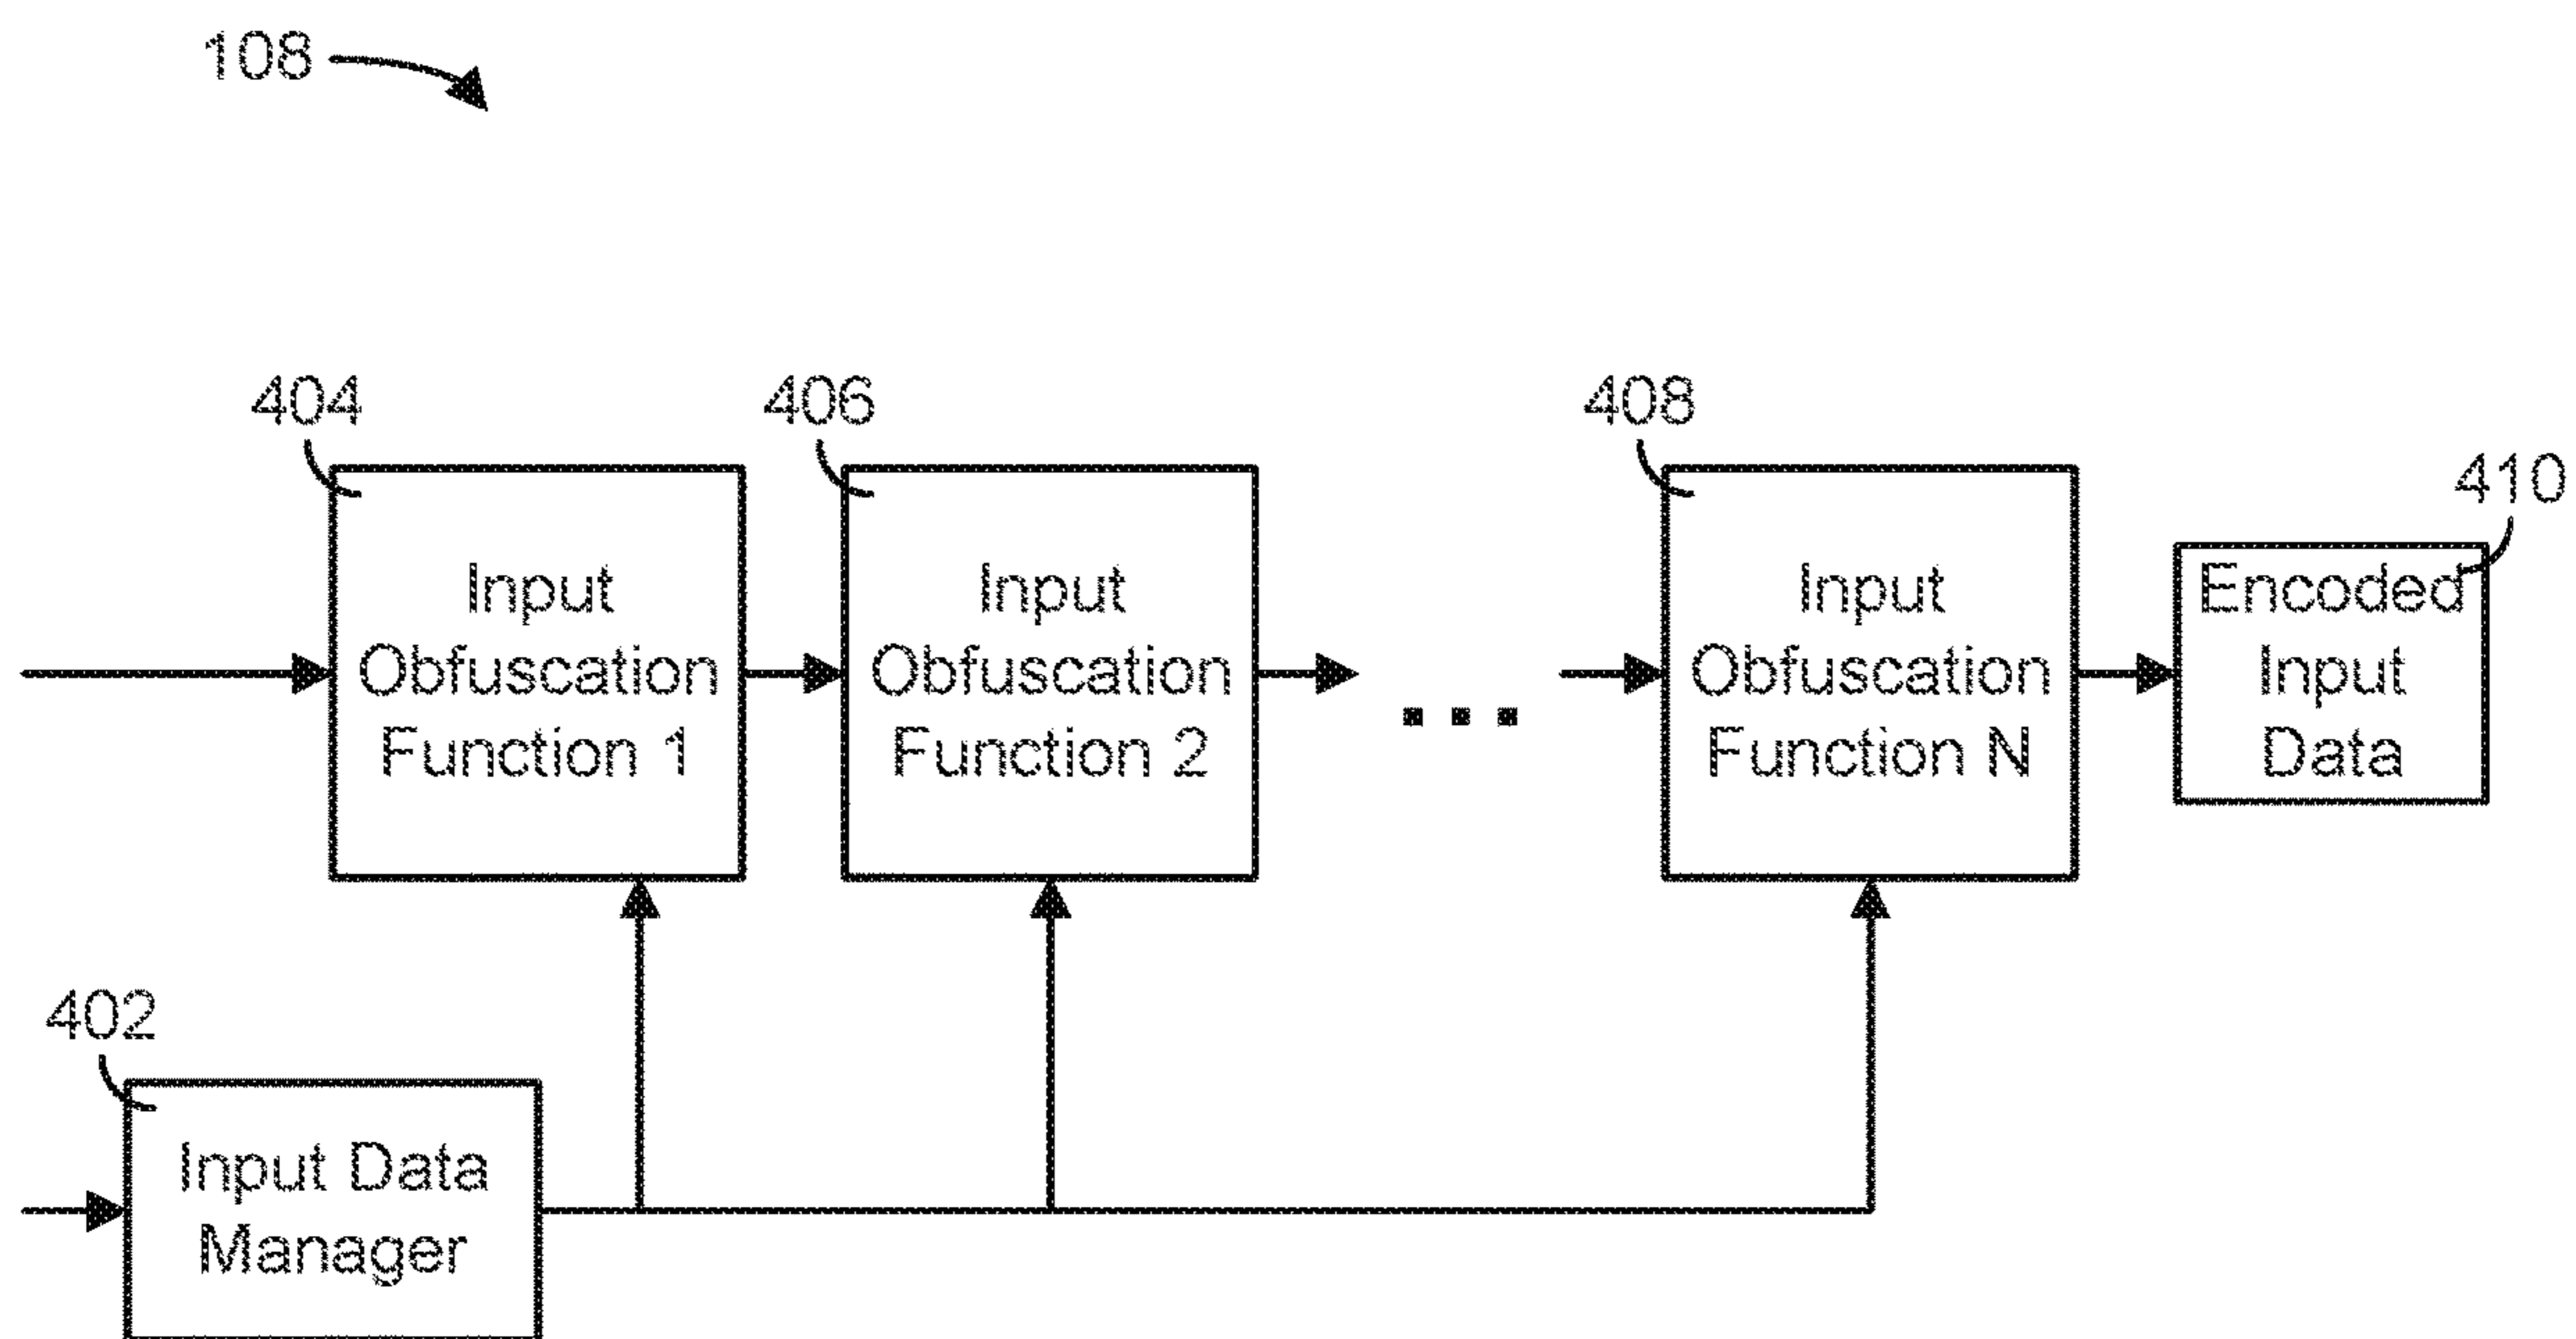 108
404
406
408
410
Input
Obfuscation
Function 1
Input
Obfuscation
Function 2
...
Input
Obfuscation
Function N
Encoded
Input
Data
402
Input Data
Manager